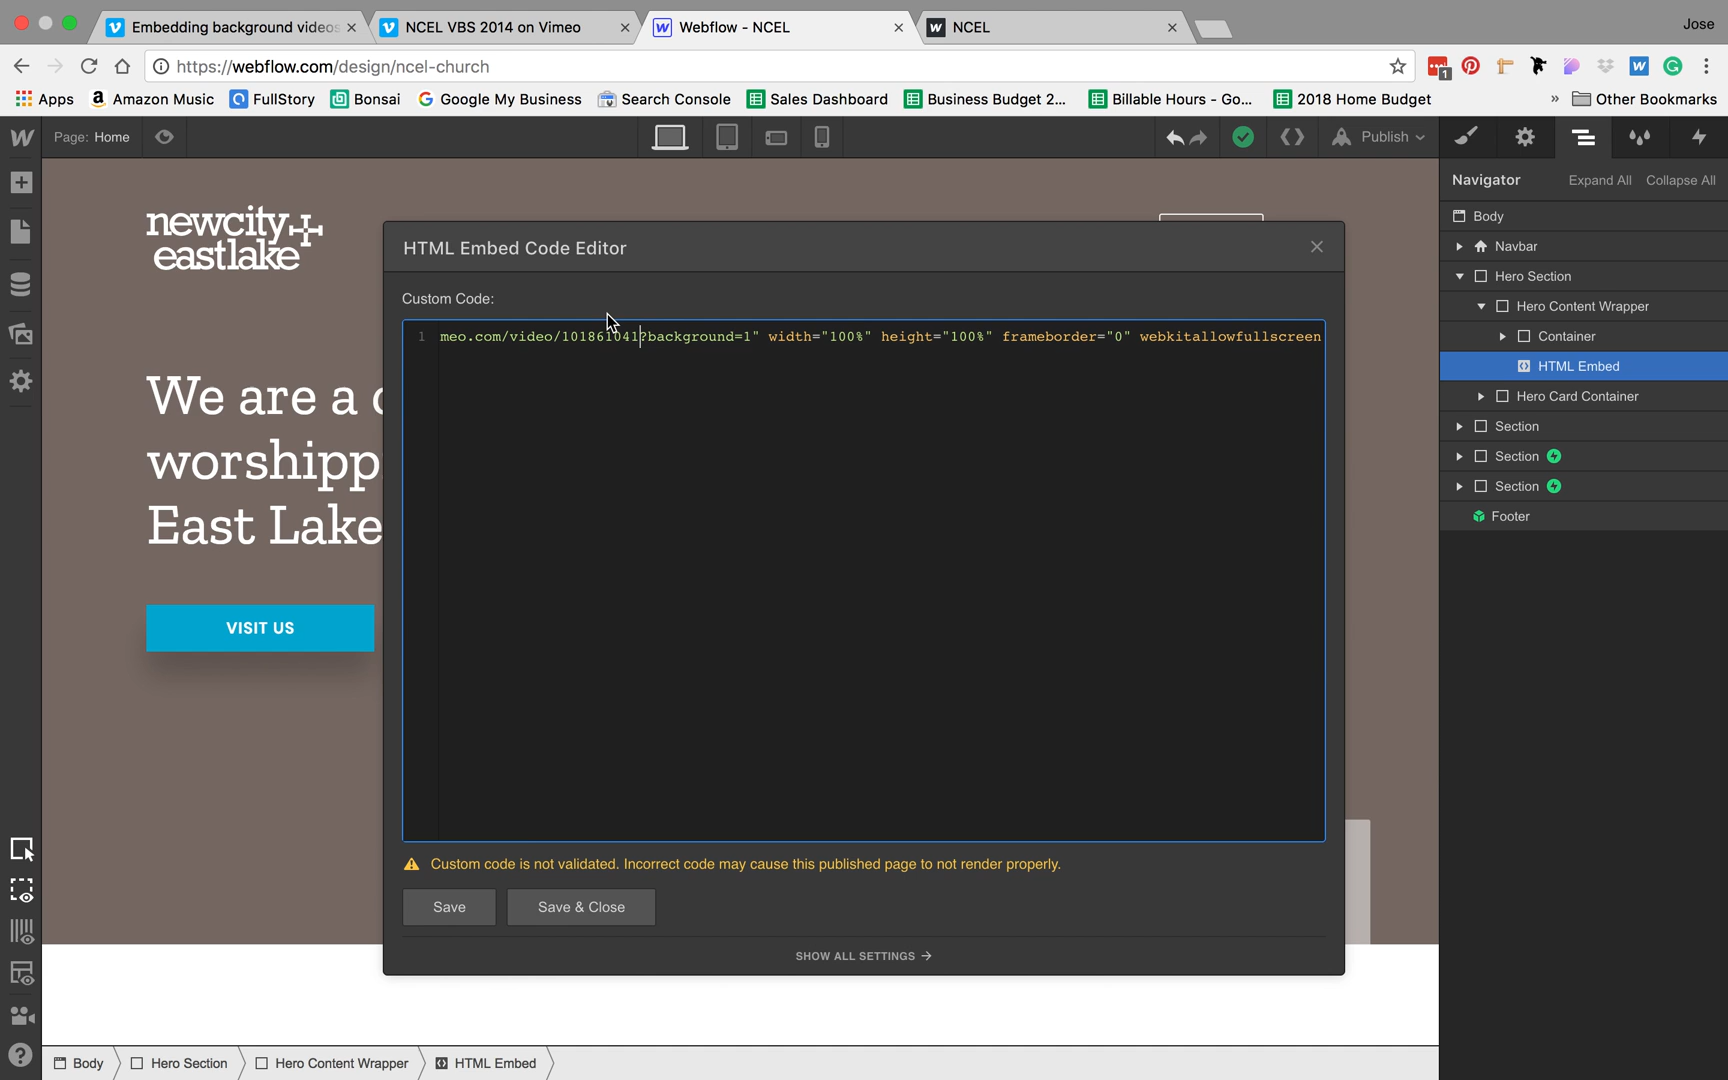 Embedding background videos
NCEL VBS 2014 on Vimeo
Webflow - NCEL
NCEL
Jose
https://webflow.com/design/ncel-church
1
Apps
Amazon Music
FullStory
Bonsai
Google My Business
Search Console
Sales Dashboard
Business Budget 2...
Billable Hours - Go...
2018 Home Budget
»
Other Bookmarks
Page: Home
Publish
Navigator
Expand All
Collapse All
Body
Navbar
Hero Section
Hero Content Wrapper
Container
HTML Embed
Hero Card Container
Section
Section
Section
Footer
newcity
eastlake
We are a c
worshipp
East Lake
VISIT US
HTML Embed Code Editor
Custom Code:
1 meo.com/video/101861041?background=1" width="100%" height="100%" frameborder="0" webkitallowfullscreen
Custom code is not validated. Incorrect code may cause this published page to not render properly.
Save
Save & Close
SHOW ALL SETTINGS →
Body
Hero Section
Hero Content Wrapper
HTML Embed